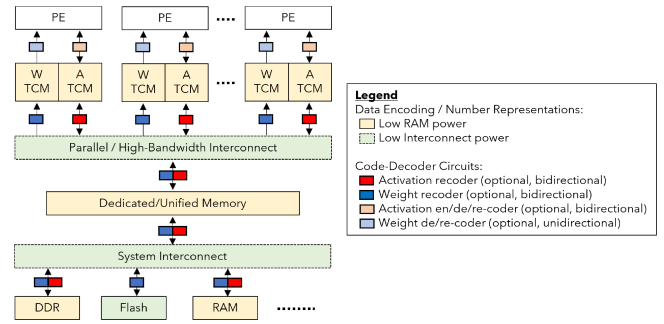 PE PE .... PE
W TCM A TCM W TCM A TCM .... W TCM A TCM
Parallel / High-Bandwidth Interconnect
Dedicated/Unified Memory
System Interconnect
DDR Flash RAM ........
Legend
Data Encoding / Number Representations:
Low RAM power
Low Interconnect power
Code-Decoder Circuits:
Activation recoder (optional, bidirectional)
Weight recoder (optional, bidirectional)
Activation en/de/re-coder (optional, bidirectional)
Weight de/re-coder (optional, unidirectional)